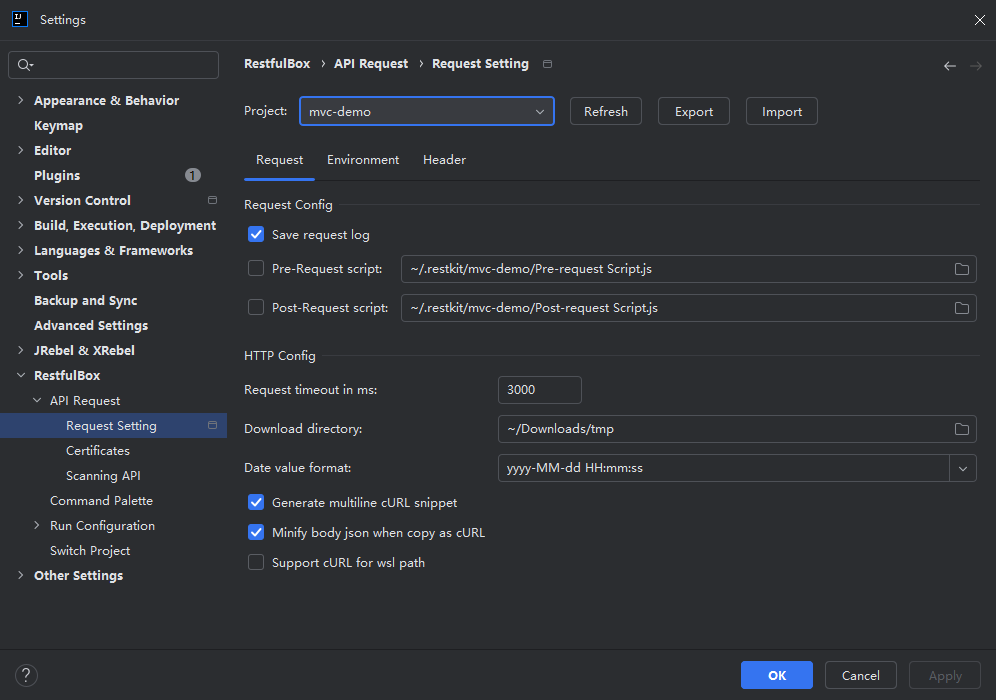 Settings
RestfulBox › API Request › Request Setting
Project: mvc-demo Refresh Export Import
Request Environment Header
Request Config
Save request log
Pre-Request script: ~/.restkit/mvc-demo/Pre-request Script.js
Post-Request script: ~/.restkit/mvc-demo/Post-request Script.js
HTTP Config
Request timeout in ms: 3000
Download directory: ~/Downloads/tmp
Date value format: yyyy-MM-dd HH:mm:ss
Generate multiline cURL snippet
Minify body json when copy as cURL
Support cURL for wsl path
Appearance & Behavior
Keymap
Editor
Plugins 1
Version Control
Build, Execution, Deployment
Languages & Frameworks
Tools
Backup and Sync
Advanced Settings
JRebel & XRebel
RestfulBox
API Request
Request Setting
Certificates
Scanning API
Command Palette
Run Configuration
Switch Project
Other Settings
? OK Cancel Apply